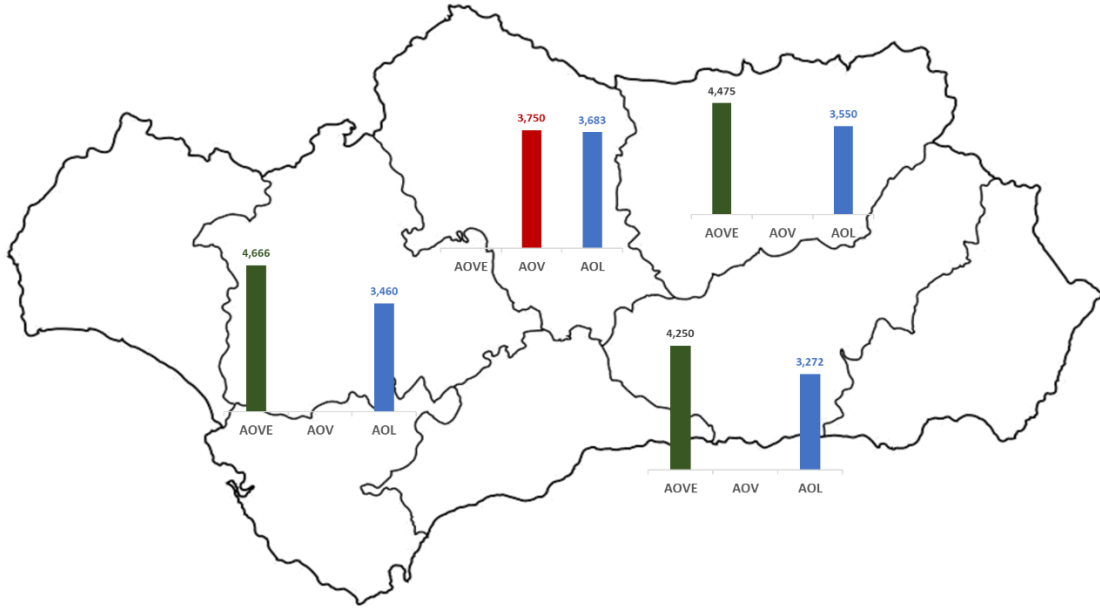 4,475
3,550
AOVE AOV AOL
3,750
3,683
AOVE AOV AOL
4,666
3,460
AOVE AOV AOL
4,250
3,272
AOVE AOV AOL